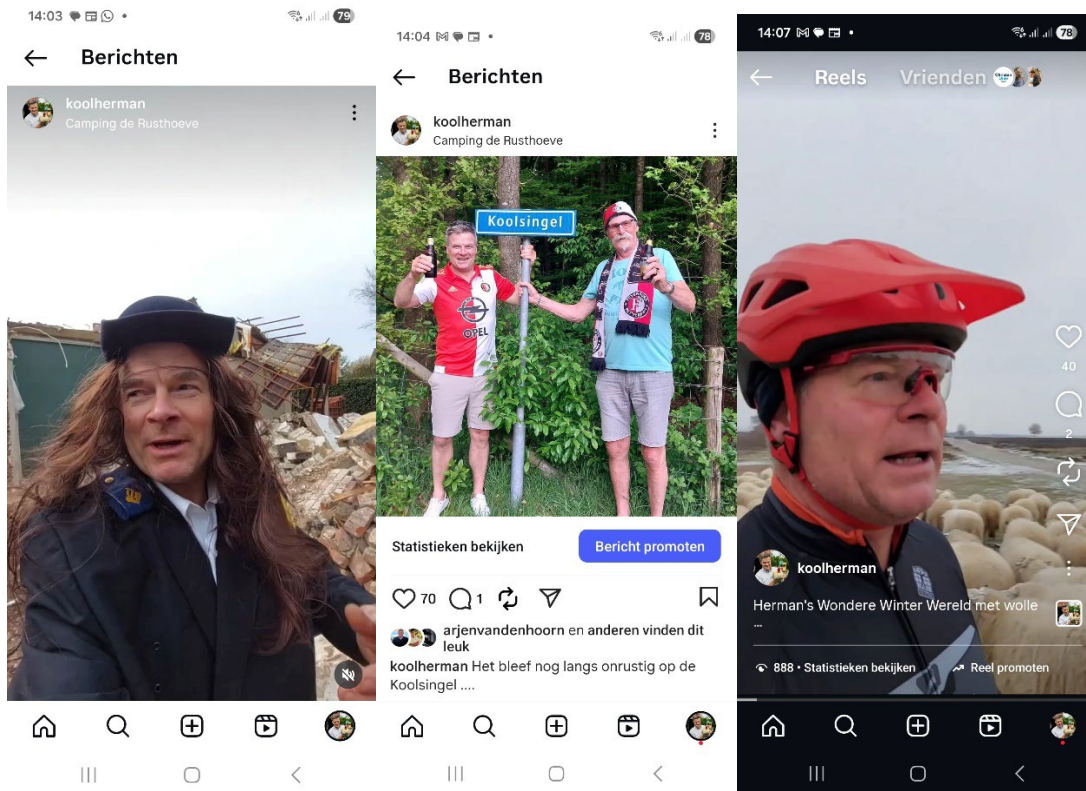 14:03
79
Berichten
koolherman
Camping de Rusthoeve
14:04
78
Berichten
koolherman
Camping de Rusthoeve
Koolsingel
OPEL
Statistieken bekijken
Bericht promoten
70
1
arjenvandenhoorn en anderen vinden dit
leuk
koolherman Het bleef nog langs onrustig op de
Koolsingel ....
14:07
78
Reels
Vrienden
40
2
koolherman
Herman's Wondere Winter Wereld met wolle
...
888 • Statistieken bekijken
Reel promoten